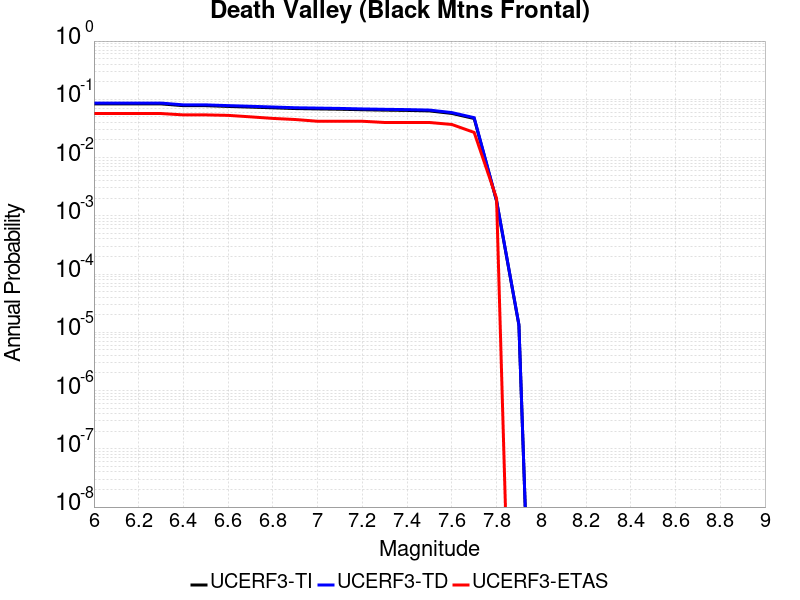 Death Valley (Black Mtns Frontal)
10^0
10^-1
10^-2
10^-3
10^-4
10^-5
10^-6
10^-7
10^-8
Annual Probability
6 6.2 6.4 6.6 6.8 7 7.2 7.4 7.6 7.8 8 8.2 8.4 8.6 8.8 9
Magnitude
UCERF3-TI UCERF3-TD UCERF3-ETAS